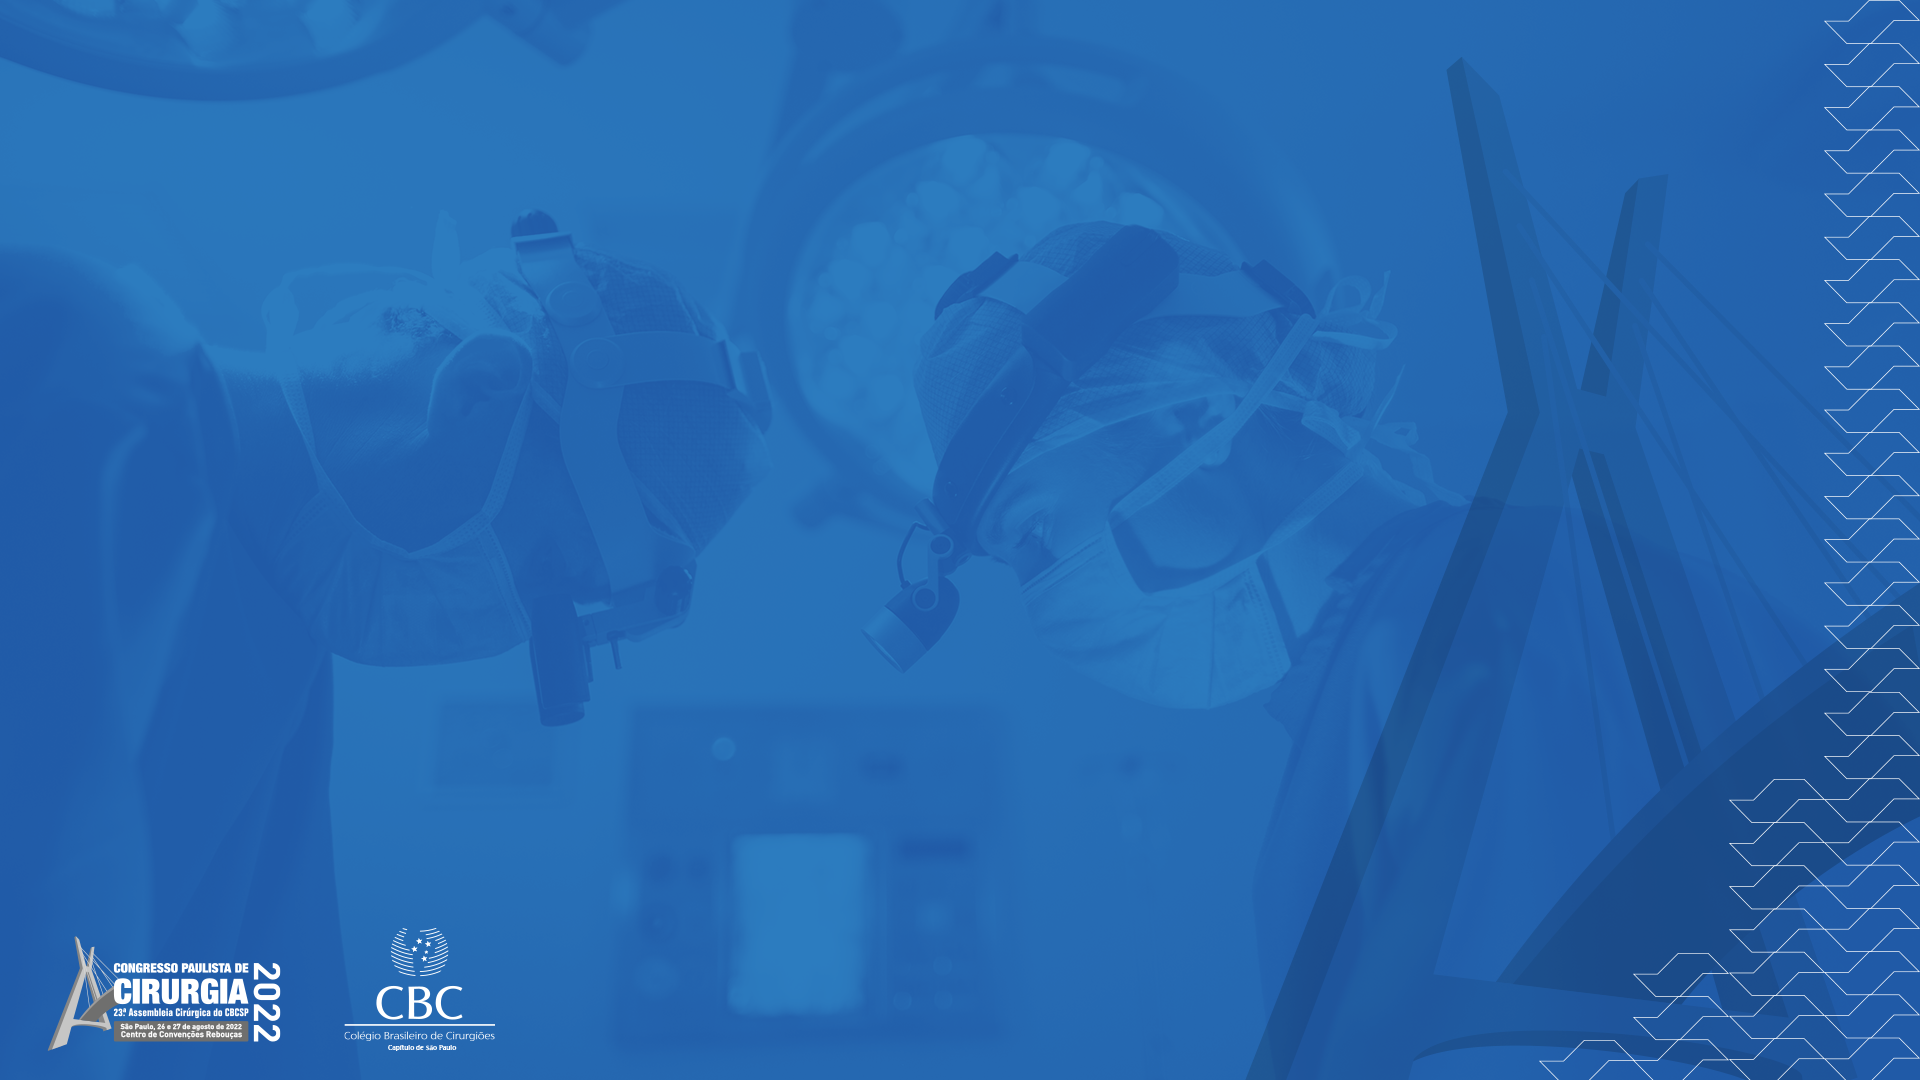 CONGRESSO PAULISTA DE
CIRURGIA
2022
23ª Assembleia Cirúrgica do CBCSP
São Paulo, 26 e 27 de agosto de 2022
Centro de Convenções Rebouças
CBC
Colégio Brasileiro de Cirurgiões
Capítulo de São Paulo